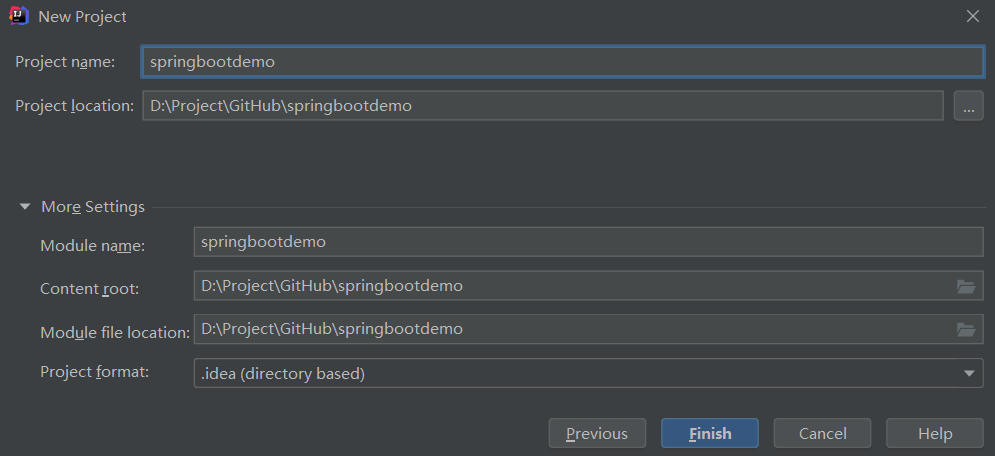 New Project
Project name: springbootdemo
Project location: D:\Project\GitHub\springbootdemo ...
More Settings
Module name: springbootdemo
Content root: D:\Project\GitHub\springbootdemo
Module file location: D:\Project\GitHub\springbootdemo
Project format: .idea (directory based)
Previous Finish Cancel Help